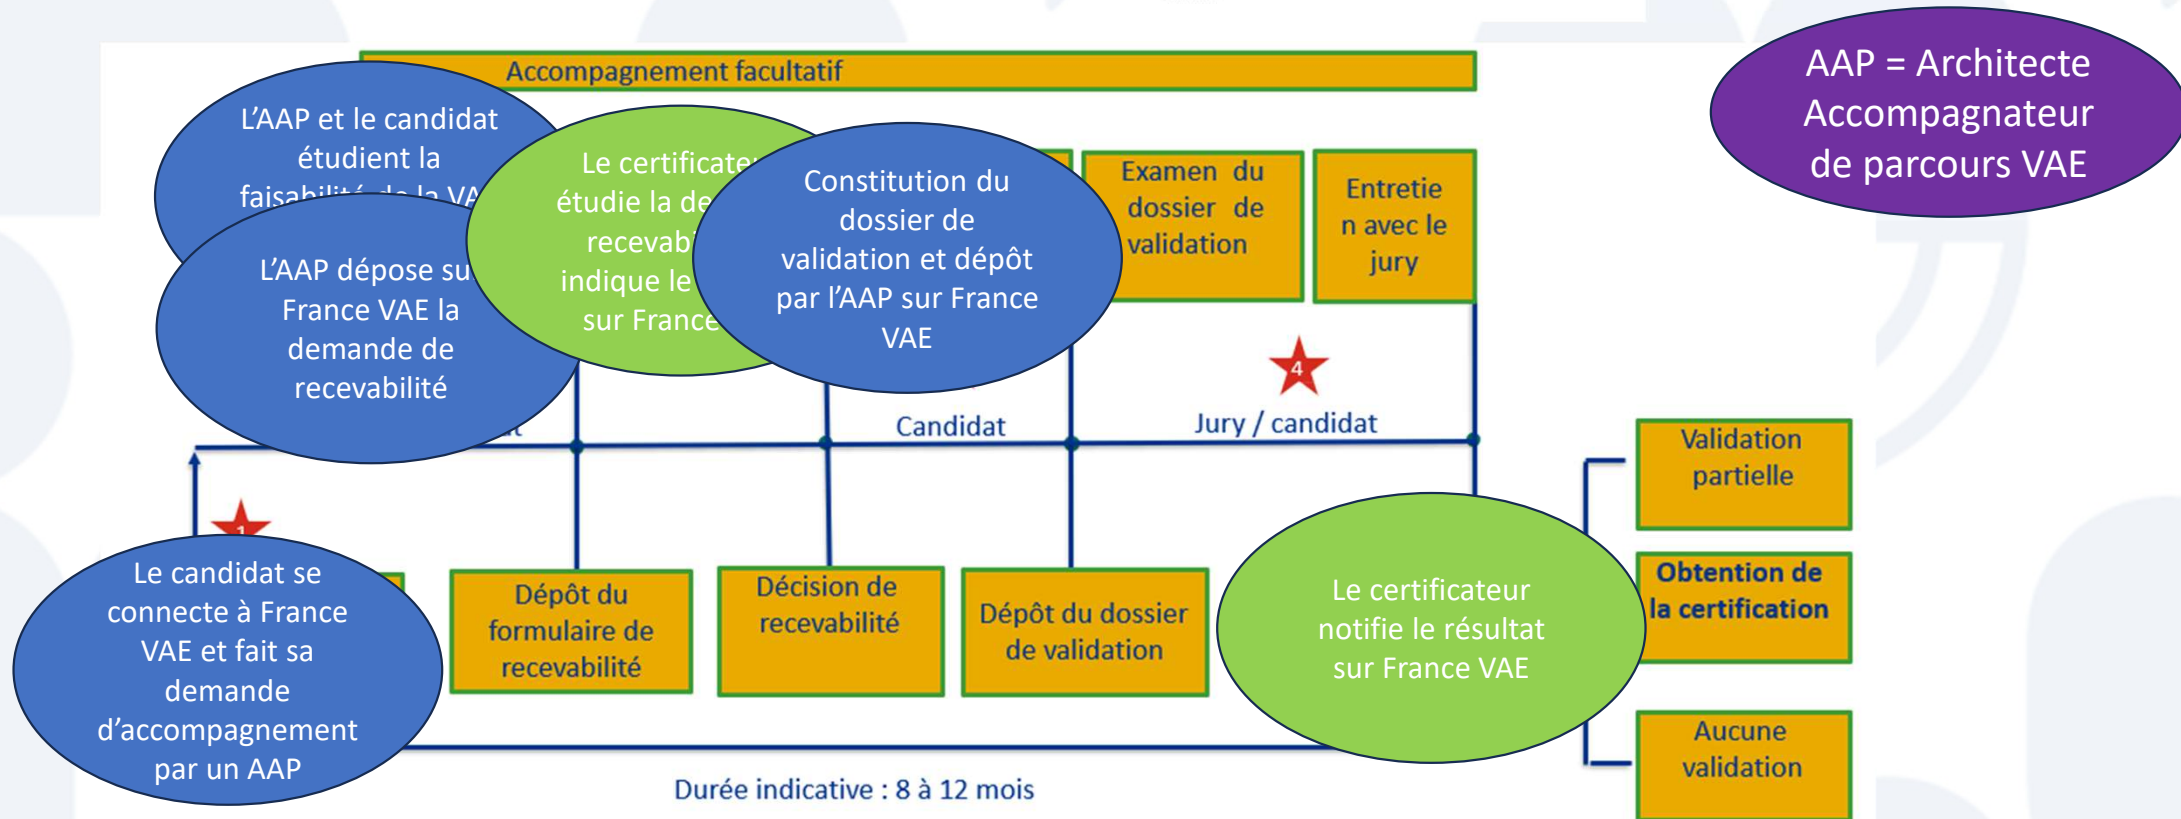 Accompagnement facultatif
AAP = Architecte
Accompagnateur
de parcours VAE
L’AAP et le candidat
étudient la
de la
L’AAP dépose
France VAE la
demande de
recevabilité
Le
étudie la
indique le
sur France
Constitution du
dossier de
validation et dépôt
par l’AAP sur France
VAE
Examen du
dossier de
validation
Entretie
n avec le
jury
4
Candidat
Jury / candidat
1
Le candidat se
connecte à France
VAE et fait sa
demande
d’accompagnement
par un AAP
Dépôt du
formulaire de
recevabilité
Décision de
recevabilité
Dépôt du dossier
de validation
Le certificateur
notifie le résultat
sur France VAE
Validation
partielle
Obtention de
la certification
Aucune
validation
Durée indicative : 8 à 12 mois